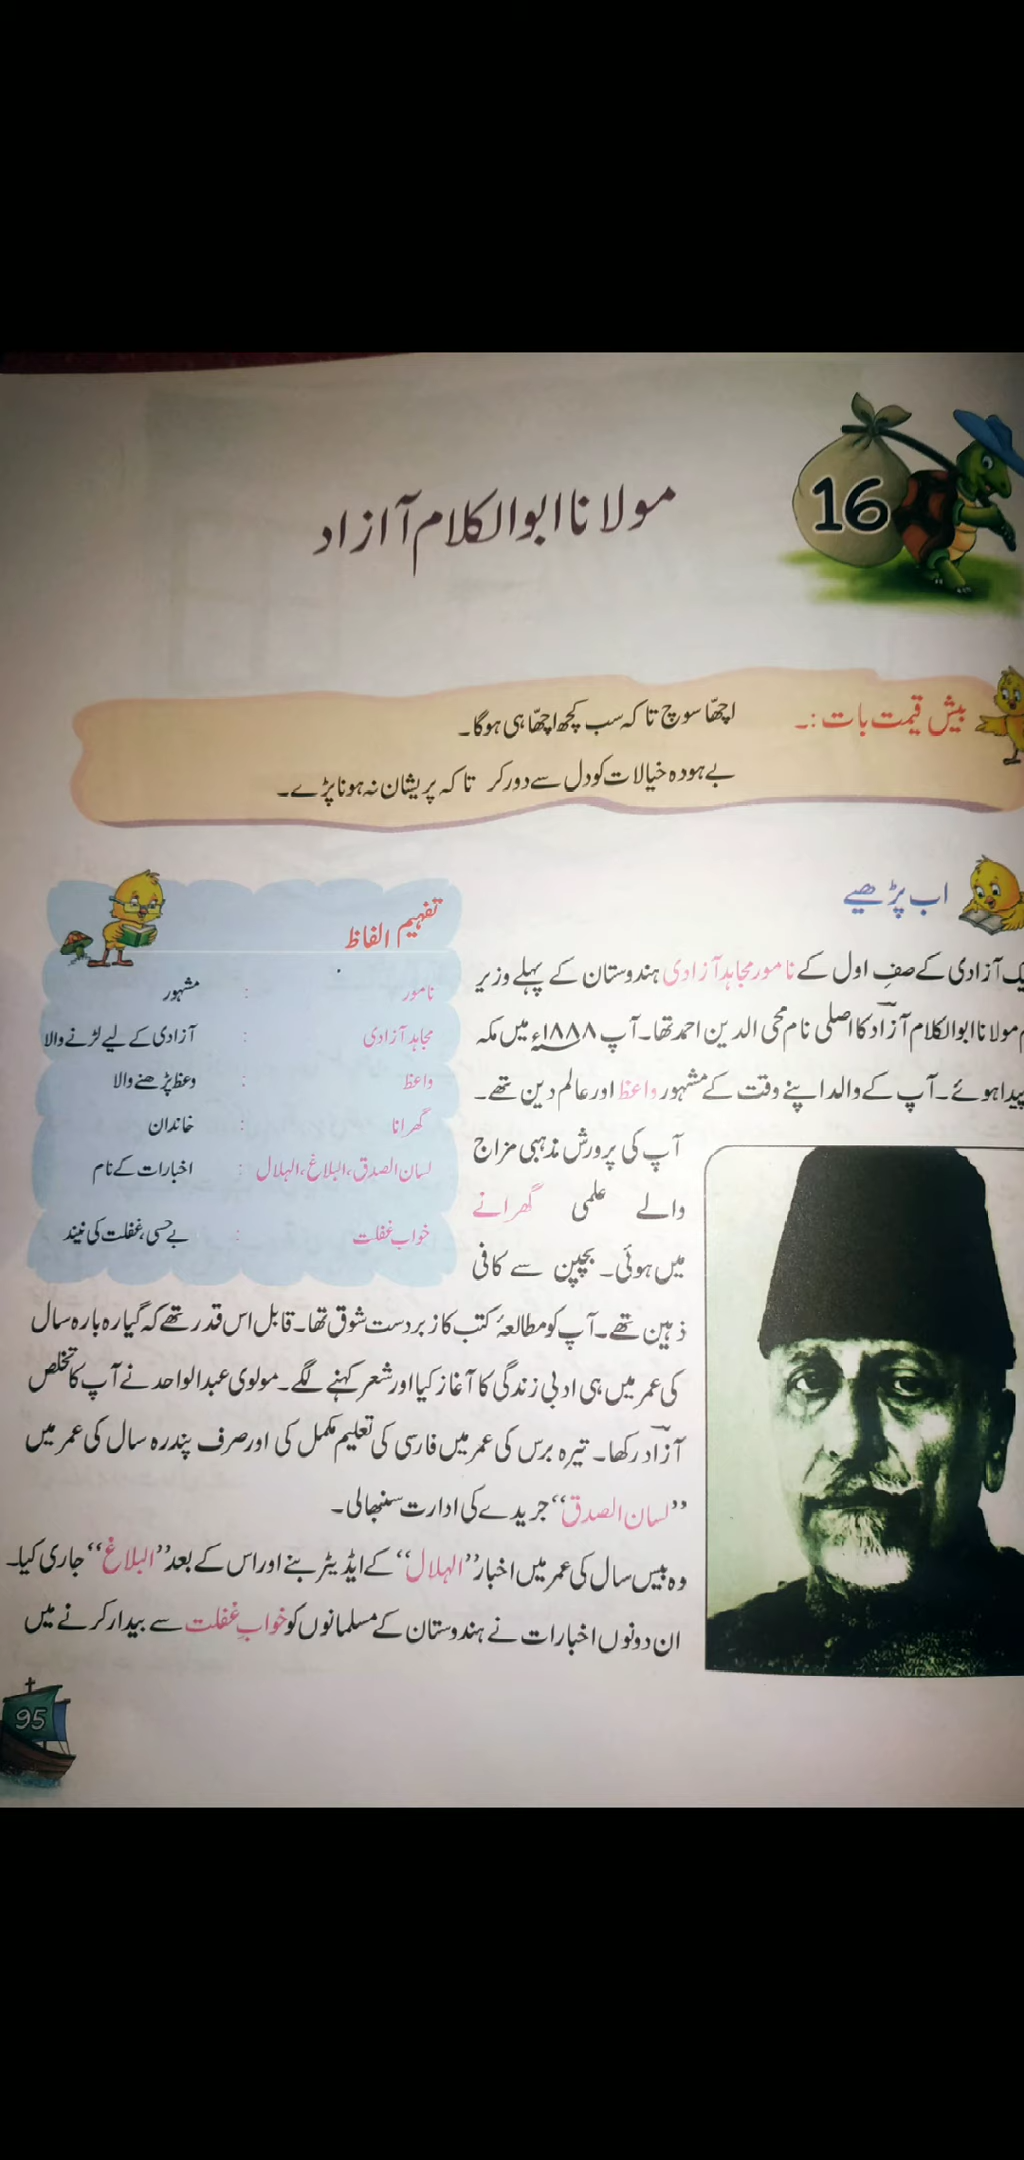 16
مولانا ابوالکلام آزاد
بیش قیمت بات :۔ اچھّا سوچ تاکہ سب کچھ اچھّا ہی ہوگا۔
بے ہودہ خیالات کو دل سے دور کر تاکہ پریشان نہ ہونا پڑے۔
اب پڑھیے
آزادی کے صفِ اول کے نامور مجاہد آزادی ہندوستان کے پہلے وزیر
مولانا ابوالکلام آزاد کا اصلی نام محی الدین احمد تھا۔ آپ ۱۸۸۸ء میں مکہ
پیدا ہوئے۔ آپ کے والد اپنے وقت کے مشہور واعظ اور عالم دین تھے۔
آپ کی پرورش مذہبی مزاج
والے علمی گھرانے
میں ہوئی۔ بچپن سے کافی
ذہین تھے۔ آپ کو مطالعۂ کتب کا زبردست شوق تھا۔ قابل اس قدر تھے کہ گیارہ بارہ سال
کی عمر میں ہی ادبی زندگی کا آغاز کیا اور شعر کہنے لگے۔ مولوی عبدالواحد نے آپ کا تخلص
آزاد رکھا۔ تیرہ برس کی عمر میں فارسی کی تعلیم مکمل کی اور صرف پندرہ سال کی عمر میں
”لسان الصدق“ جریدے کی ادارت سنبھالی۔
وہ بیس سال کی عمر میں اخبار ”الہلال“ کے ایڈیٹر بنے اور اس کے بعد ”البلاغ“ جاری کیا۔
ان دونوں اخبارات نے ہندوستان کے مسلمانوں کو خوابِ غفلت سے بیدار کرنے میں
تفہیم الفاظ
نامور : مشہور
مجاہد آزادی : آزادی کے لیے لڑنے والا
واعظ : وعظ پڑھنے والا
گھرانا : خاندان
لسان الصدق، البلاغ، الہلال : اخبارات کے نام
خواب غفلت : بے حسی، غفلت کی نیند
95